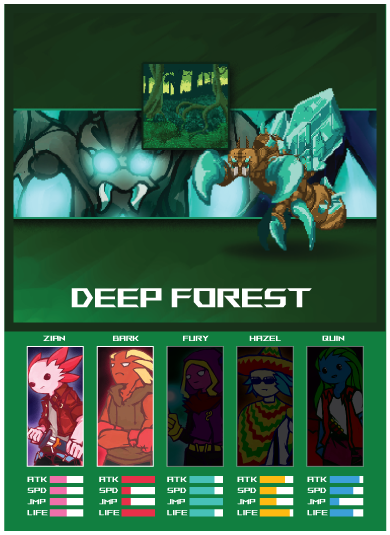 DEEP FOREST
ZIAN BARK FURY HAZEL QUIN
ATK ATK ATK ATK ATK
SPD SPD SPD SPD SPD
JMP JMP JMP JMP JMP
LIFE LIFE LIFE LIFE LIFE